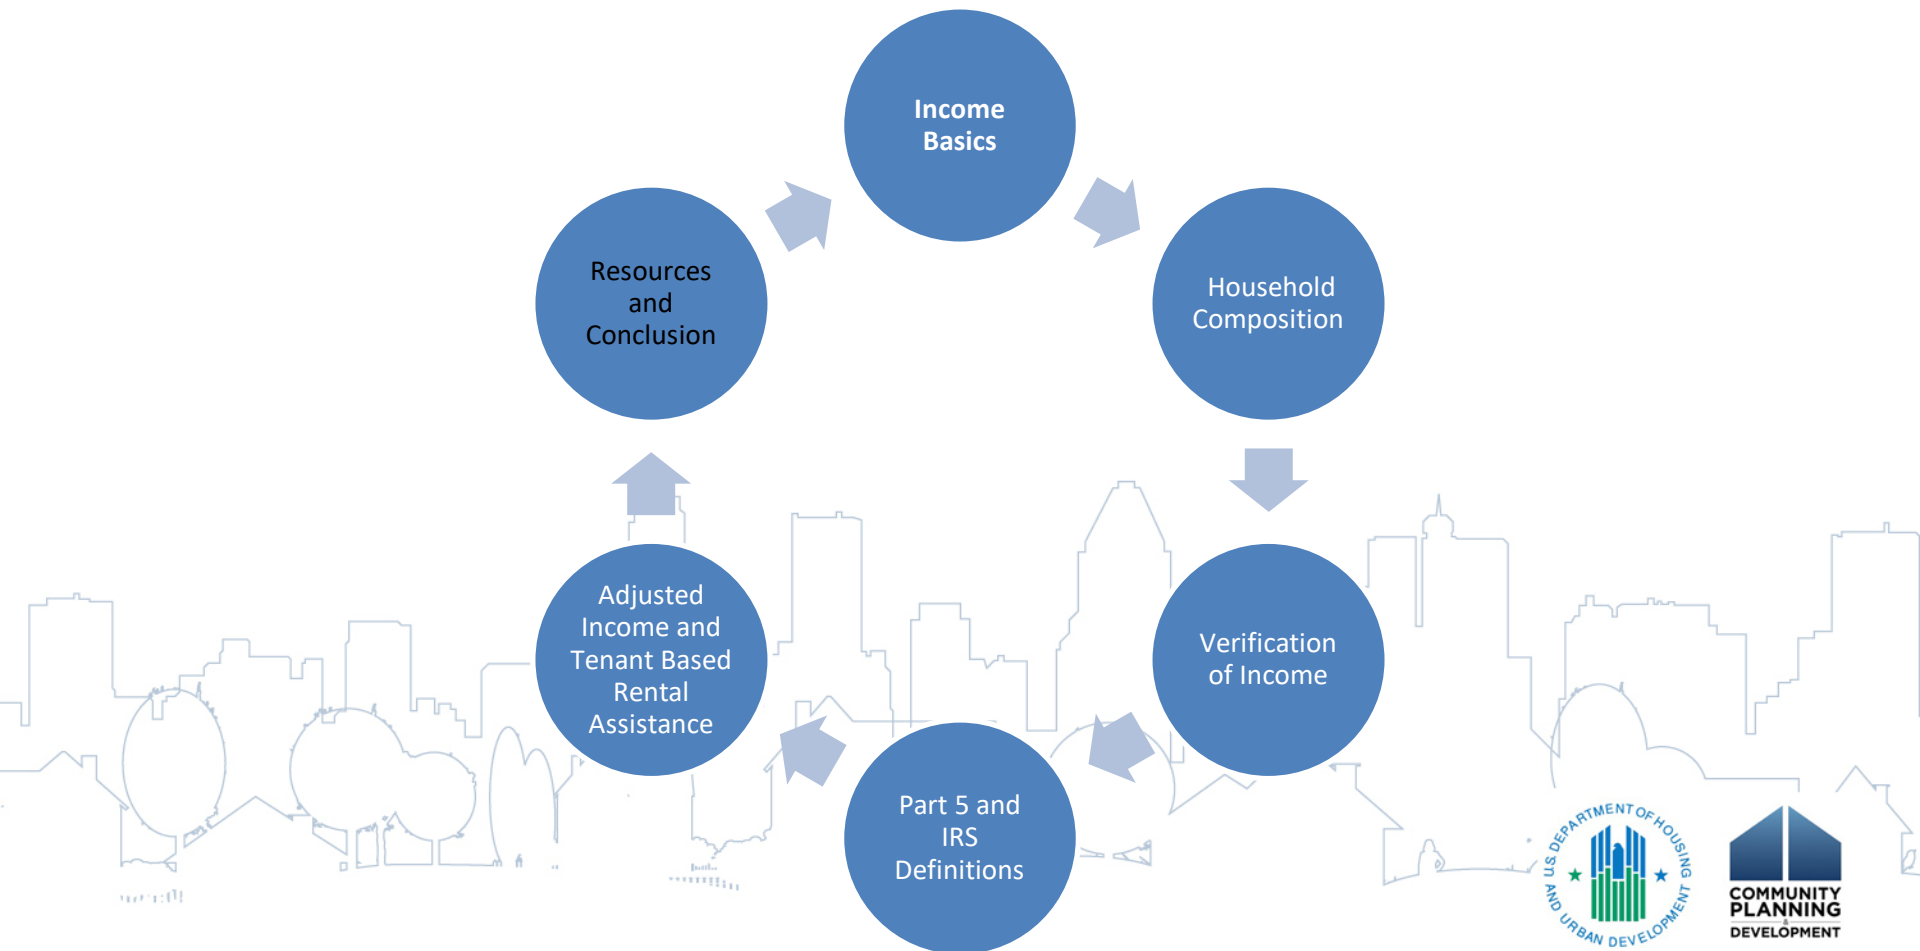 Income
Basics
Household
Composition
Verification
of Income
Part 5 and
IRS
Definitions
Adjusted
Income and
Tenant Based
Rental
Assistance
Resources
and
Conclusion
U.S. DEPARTMENT OF HOUSING
AND URBAN DEVELOPMENT
COMMUNITY
PLANNING
&
DEVELOPMENT